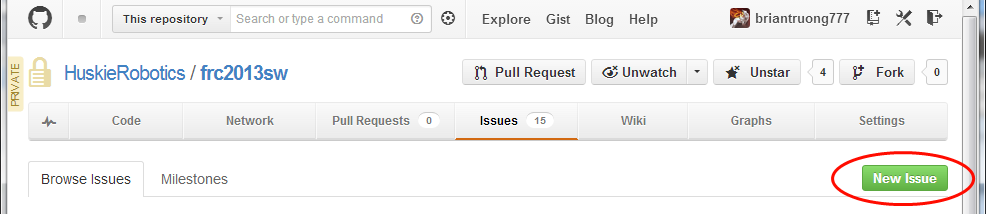 This repository Search or type a command Explore Gist Blog Help briantruong777
PRIVATE
HuskieRobotics / frc2013sw Pull Request Unwatch Unstar 4 Fork 0
Code Network Pull Requests 0 Issues 15 Wiki Graphs Settings
Browse Issues Milestones New Issue